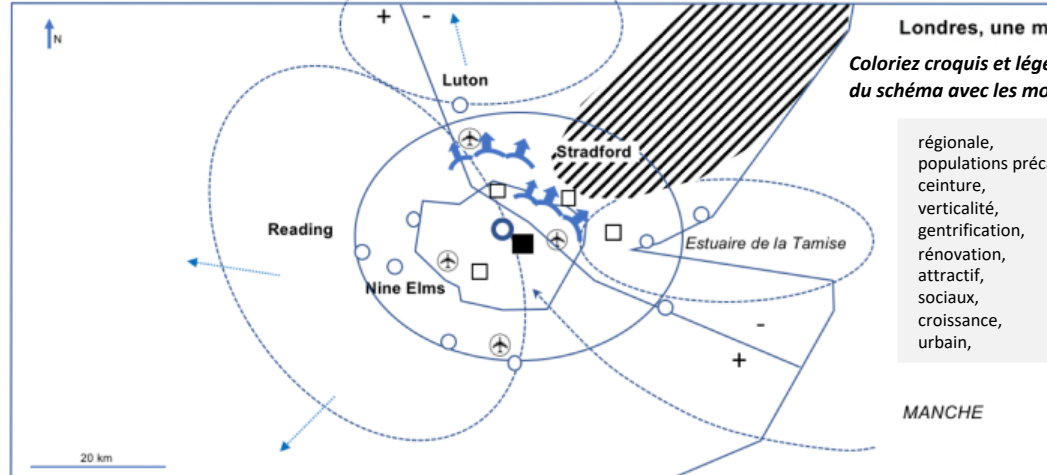 Londres, une m
Coloriez croquis et lége
du schéma avec les mo
+ -
N
Luton
Stradford
régionale,
populations préca
ceinture,
verticalité,
gentrification,
rénovation,
attractif,
sociaux,
croissance,
urbain,
Reading
Estuaire de la Tamise
Nine Elms
-
+
MANCHE
20 km